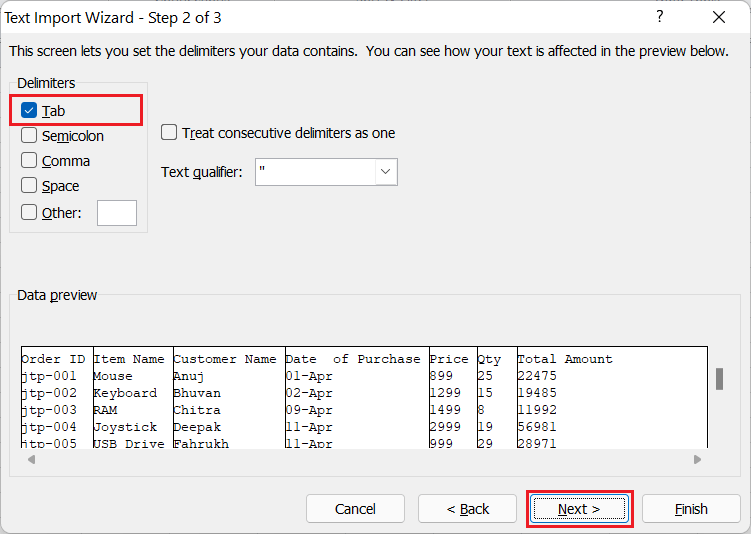 Text Import Wizard - Step 2 of 3 ?
This screen lets you set the delimiters your data contains. You can see how your text is affected in the preview below.
Delimiters
Tab
Semicolon
Comma
Space
Other:
Treat consecutive delimiters as one
Text qualifier: "
Data preview
Order ID Item Name Customer Name Date of Purchase Price Qty Total Amount
jtp-001 Mouse Anuj 01-Apr 899 25 22475
jtp-002 Keyboard Bhuvan 02-Apr 1299 15 19485
jtp-003 RAM Chitra 09-Apr 1499 8 11992
jtp-004 Joystick Deepak 11-Apr 2999 19 56981
jtp-005 USB Drive Fahrukh 11-Apr 999 29 28971
Cancel < Back Next > Finish